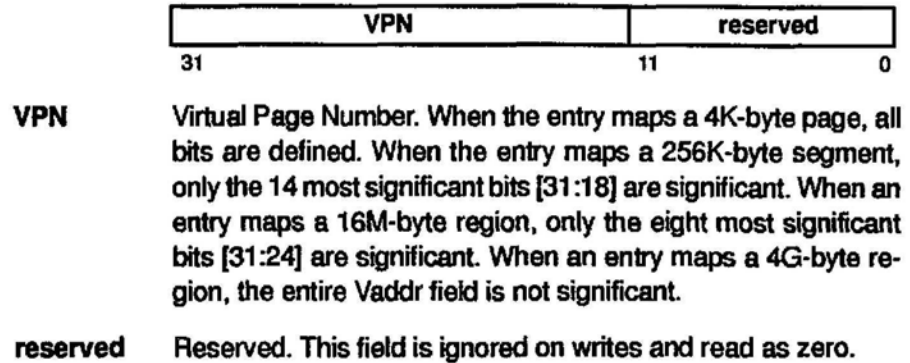 VPN reserved
31 11 0
VPN Virtual Page Number. When the entry maps a 4K-byte page, all
bits are defined. When the entry maps a 256K-byte segment,
only the 14 most significant bits [31:18] are significant. When an
entry maps a 16M-byte region, only the eight most significant
bits [31:24] are significant. When an entry maps a 4G-byte re-
gion, the entire Vaddr field is not significant.
reserved Reserved. This field is ignored on writes and read as zero.